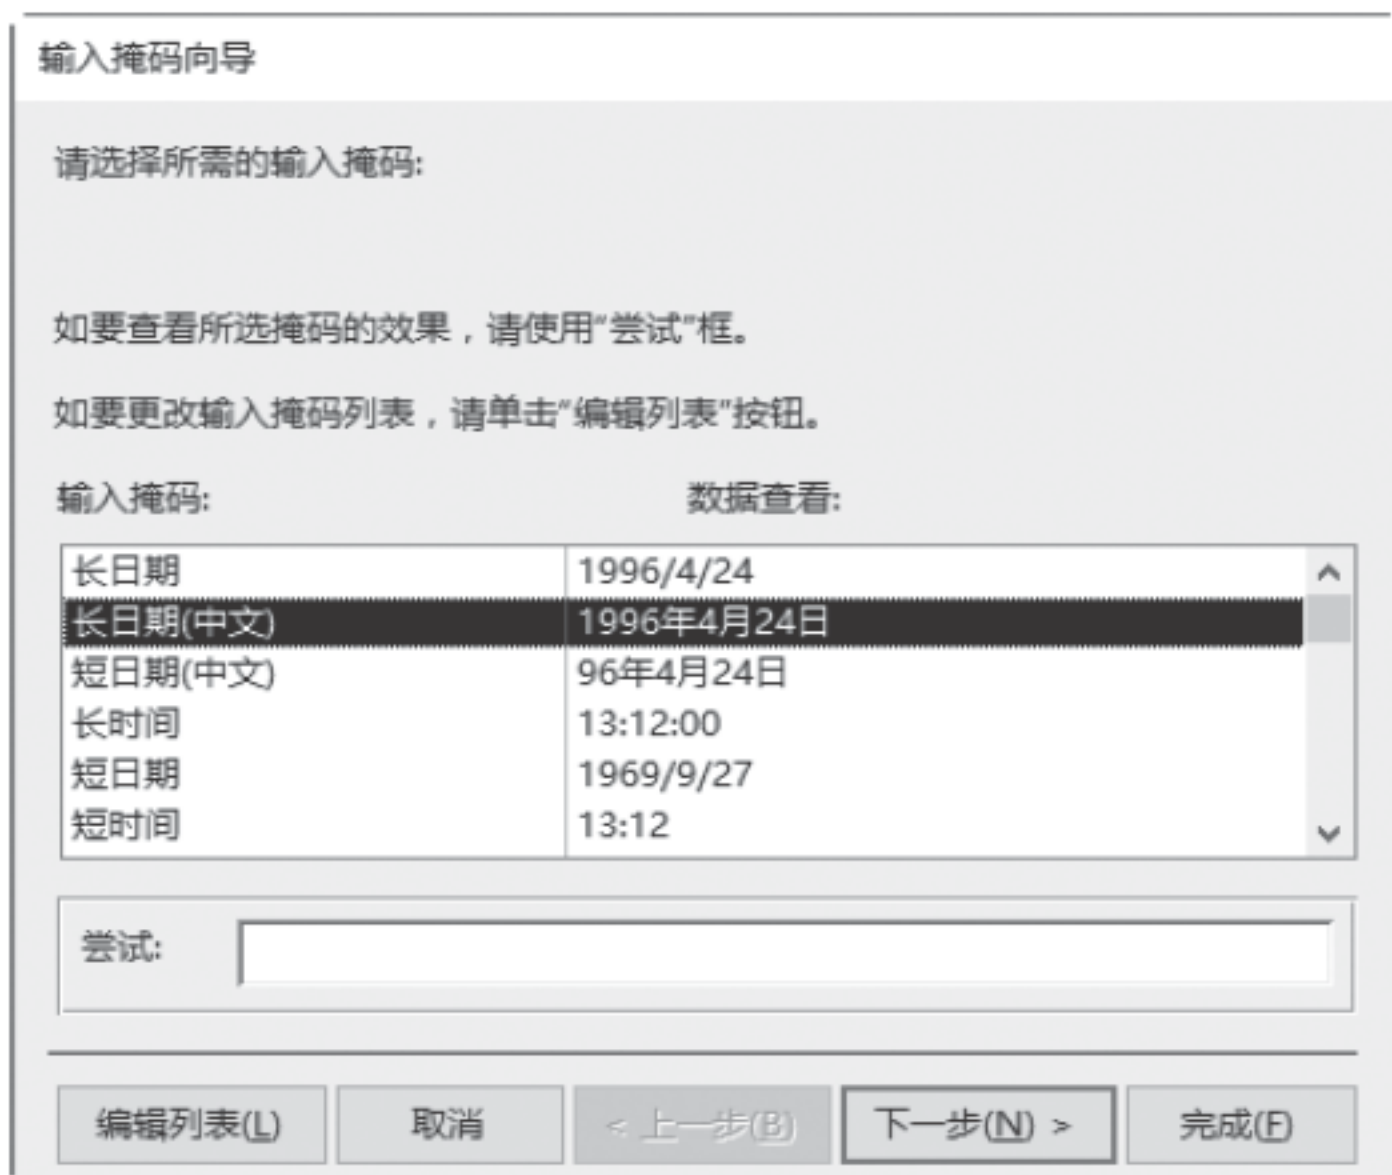 输入掩码向导
请选择所需的输入掩码:
如要查看所选掩码的效果，请使用“尝试”框。
如要更改输入掩码列表，请单击“编辑列表”按钮。
输入掩码: 数据查看:
长日期 1996/4/24
长日期(中文) 1996年4月24日
短日期(中文) 96年4月24日
长时间 13:12:00
短日期 1969/9/27
短时间 13:12
尝试:
编辑列表(L) 取消 < 上一步(B) 下一步(N) > 完成(F)